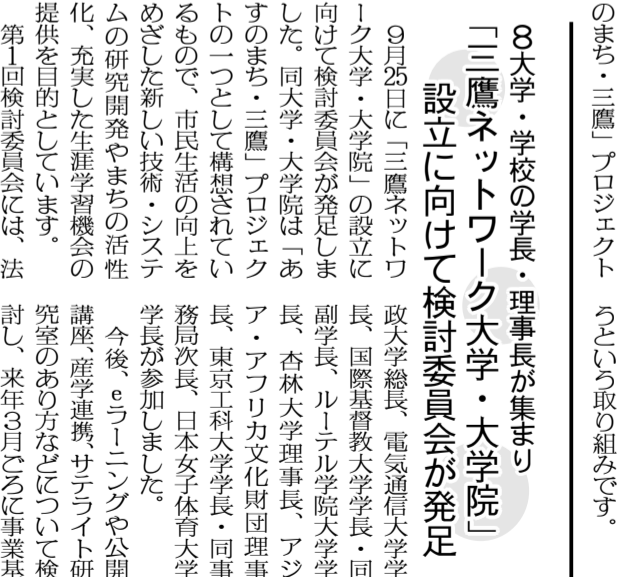 のまち・三鷹」プロジェクト
うという取り組みです。
8大学・学校の学長・理事長が集まり
「三鷹ネットワーク大学・大学院」
設立に向けて検討委員会が発足
9月25日に「三鷹ネットワ
ーク大学・大学院」の設立に
向けて検討委員会が発足しま
した。同大学・大学院は「あ
すのまち・三鷹」プロジェク
トの一つとして構想されてい
るもので、市民生活の向上を
めざした新しい技術・システ
ムの研究開発やまちの活性
化、充実した生涯学習機会の
提供を目的としています。
第1回検討委員会には、法
政大学総長、電気通信大学学
長、国際基督教大学学長・同
副学長、ルーテル学院大学学
長、杏林大学理事長、アジ
ア・アフリカ文化財団理事
長、東京工科大学学長・同事
務局次長、日本女子体育大学
学長が参加しました。
今後、eラーニングや公開
講座、産学連携、サテライト研
究室のあり方などについて検
討し、来年3月ごろに事業基